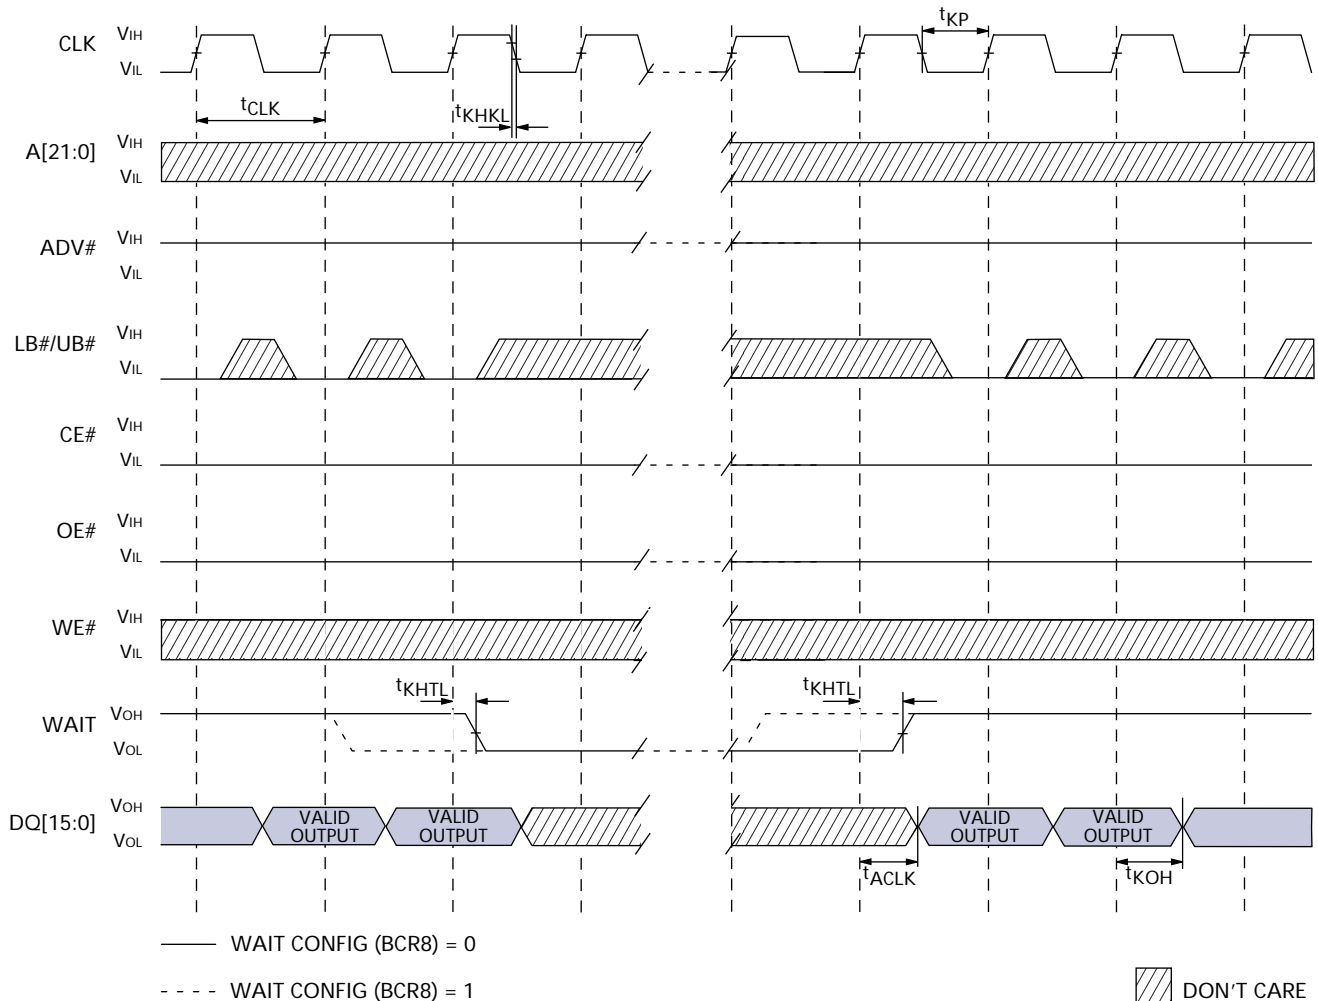 CLK VIH
VIL
tKP
tCLK
tKHKL
A[21:0] VIH
VIL
ADV# VIH
VIL
LB#/UB# VIH
VIL
CE# VIH
VIL
OE# VIH
VIL
WE# VIH
VIL
tKHTL tKHTL
WAIT VOH
VOL
DQ[15:0] VOH
VOL
VALID OUTPUT
VALID OUTPUT
VALID OUTPUT
VALID OUTPUT
tACLK
tKOH
WAIT CONFIG (BCR8) = 0
WAIT CONFIG (BCR8) = 1
DON'T CARE